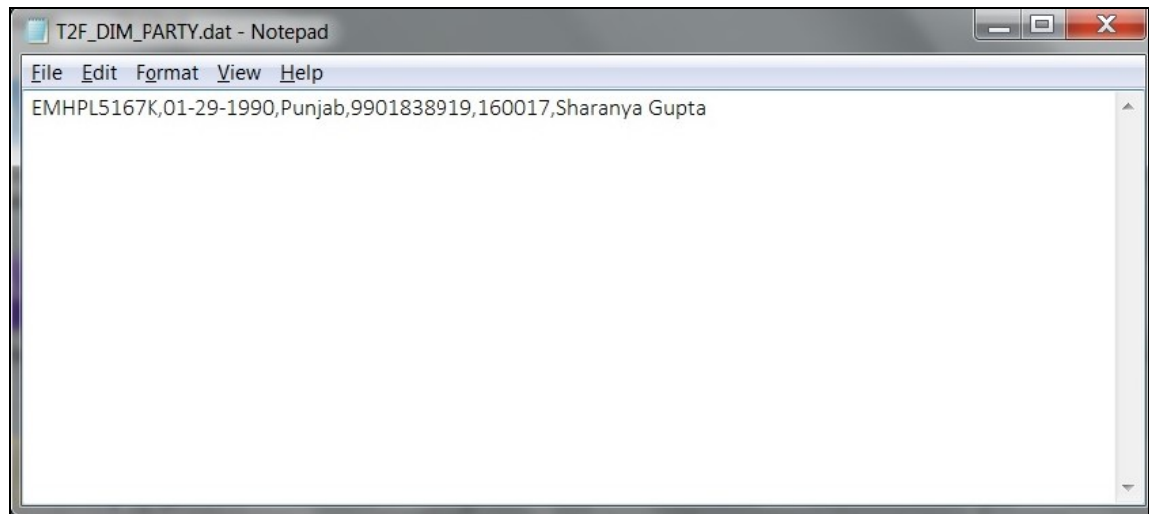 T2F_DIM_PARTY.dat - Notepad
File Edit Format View Help
EMHPL5167K,01-29-1990,Punjab,9901838919,160017,Sharanya Gupta